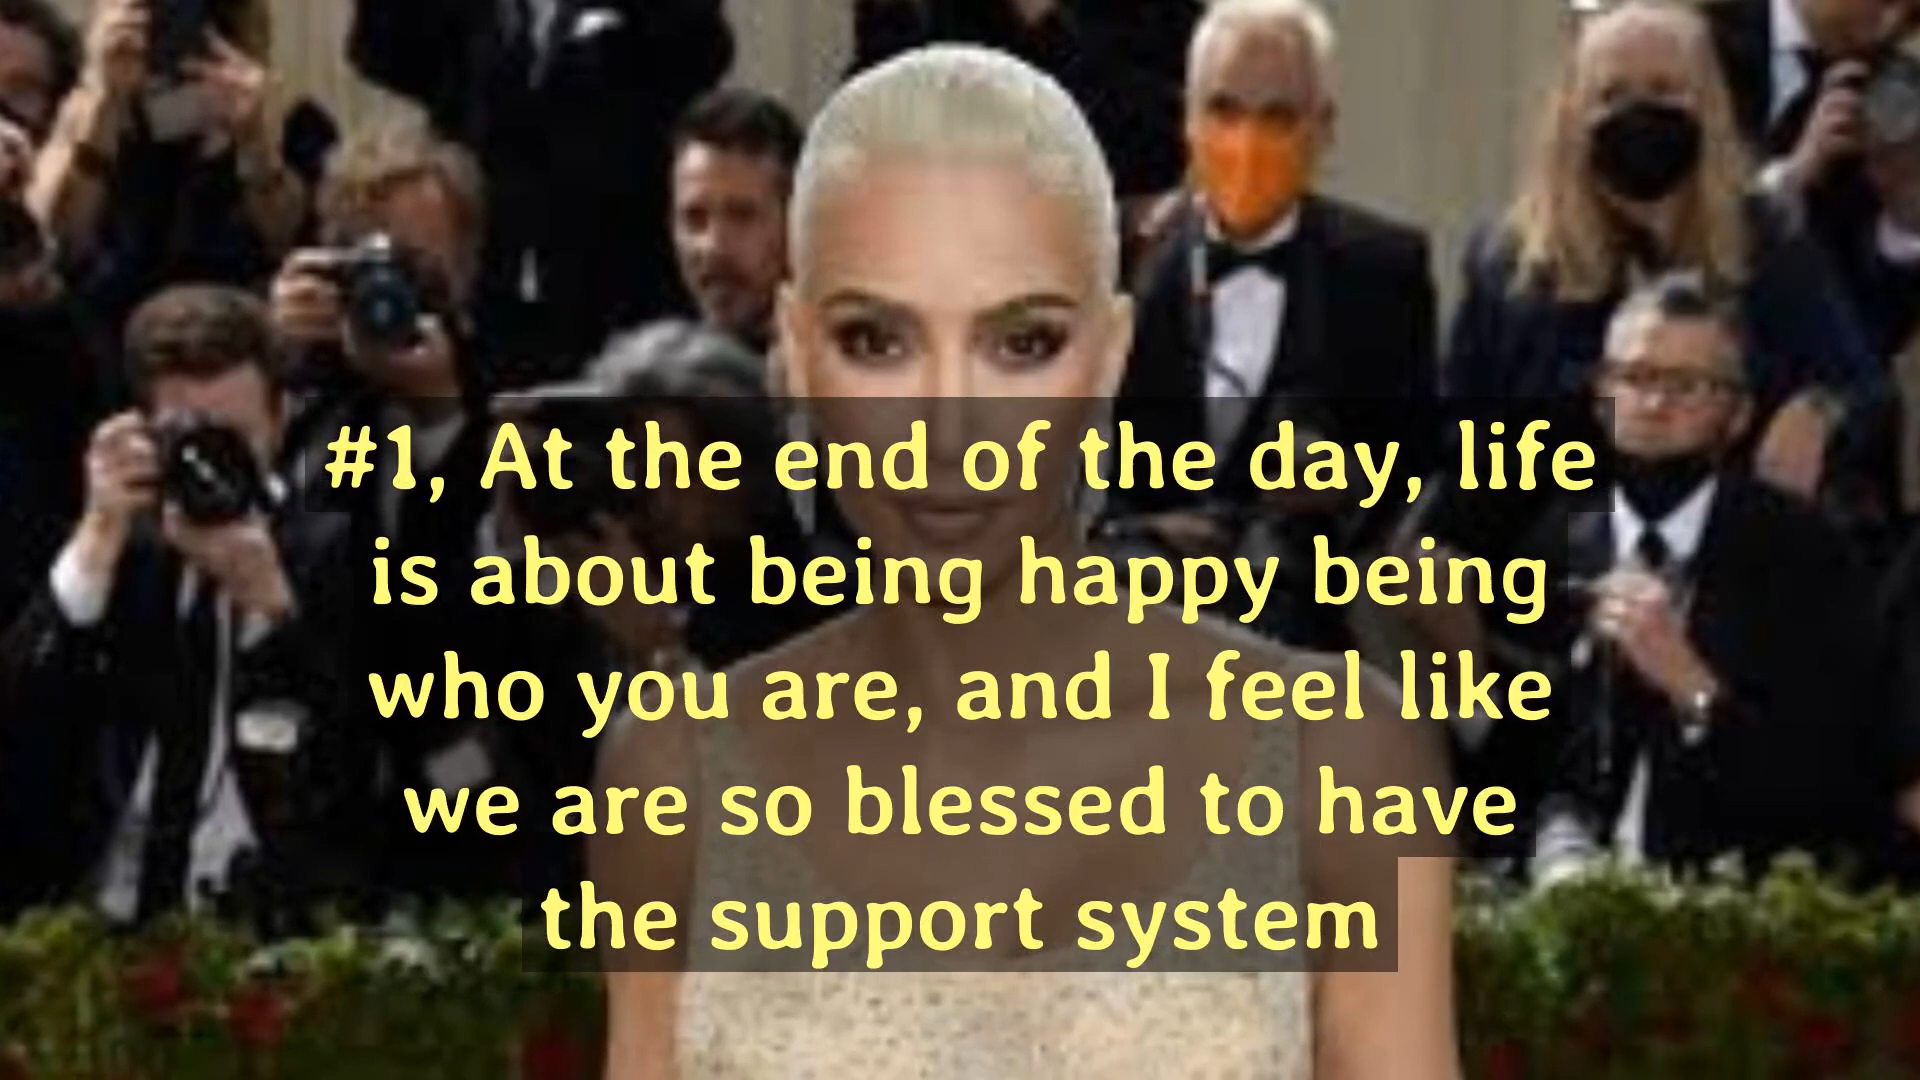 #1, At the end of the day, life
is about being happy being
who you are, and I feel like
we are so blessed to have
the support system